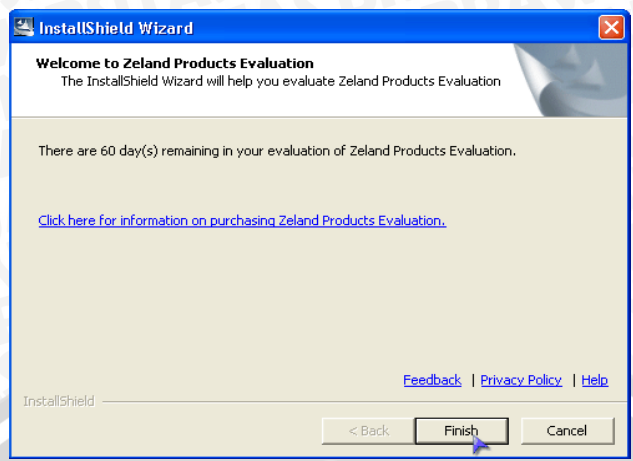 InstallShield Wizard
Welcome to Zeland Products Evaluation
The InstallShield Wizard will help you evaluate Zeland Products Evaluation
There are 60 day(s) remaining in your evaluation of Zeland Products Evaluation.
Click here for information on purchasing Zeland Products Evaluation.
Feedback | Privacy Policy | Help
InstallShield
< Back Finish Cancel